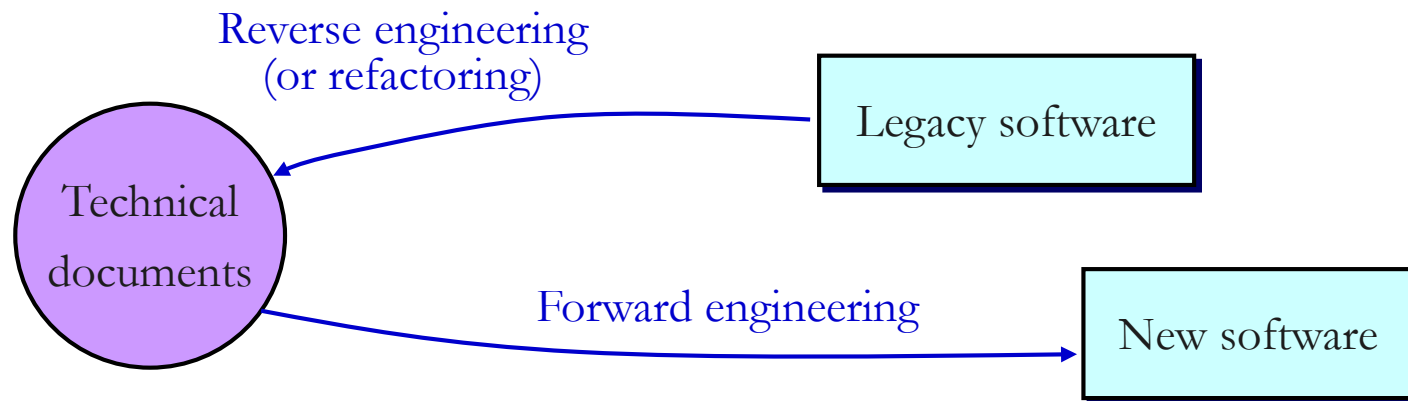 Reverse engineering
(or refactoring)
Legacy software
Technical
documents
Forward engineering
New software